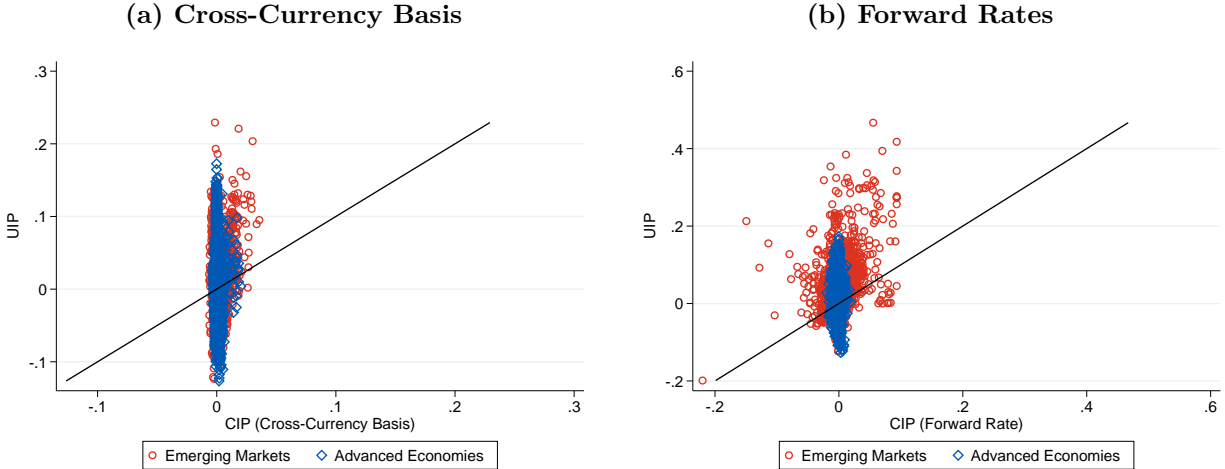 (a) Cross-Currency Basis
.3
.2
.1
0
-.1
UIP
-.1
0
.1
.2
.3
CIP (Cross-Currency Basis)
Emerging Markets
Advanced Economies
(b) Forward Rates
.6
.4
.2
0
-.2
UIP
-.2
0
.2
.4
.6
CIP (Forward Rate)
Emerging Markets
Advanced Economies